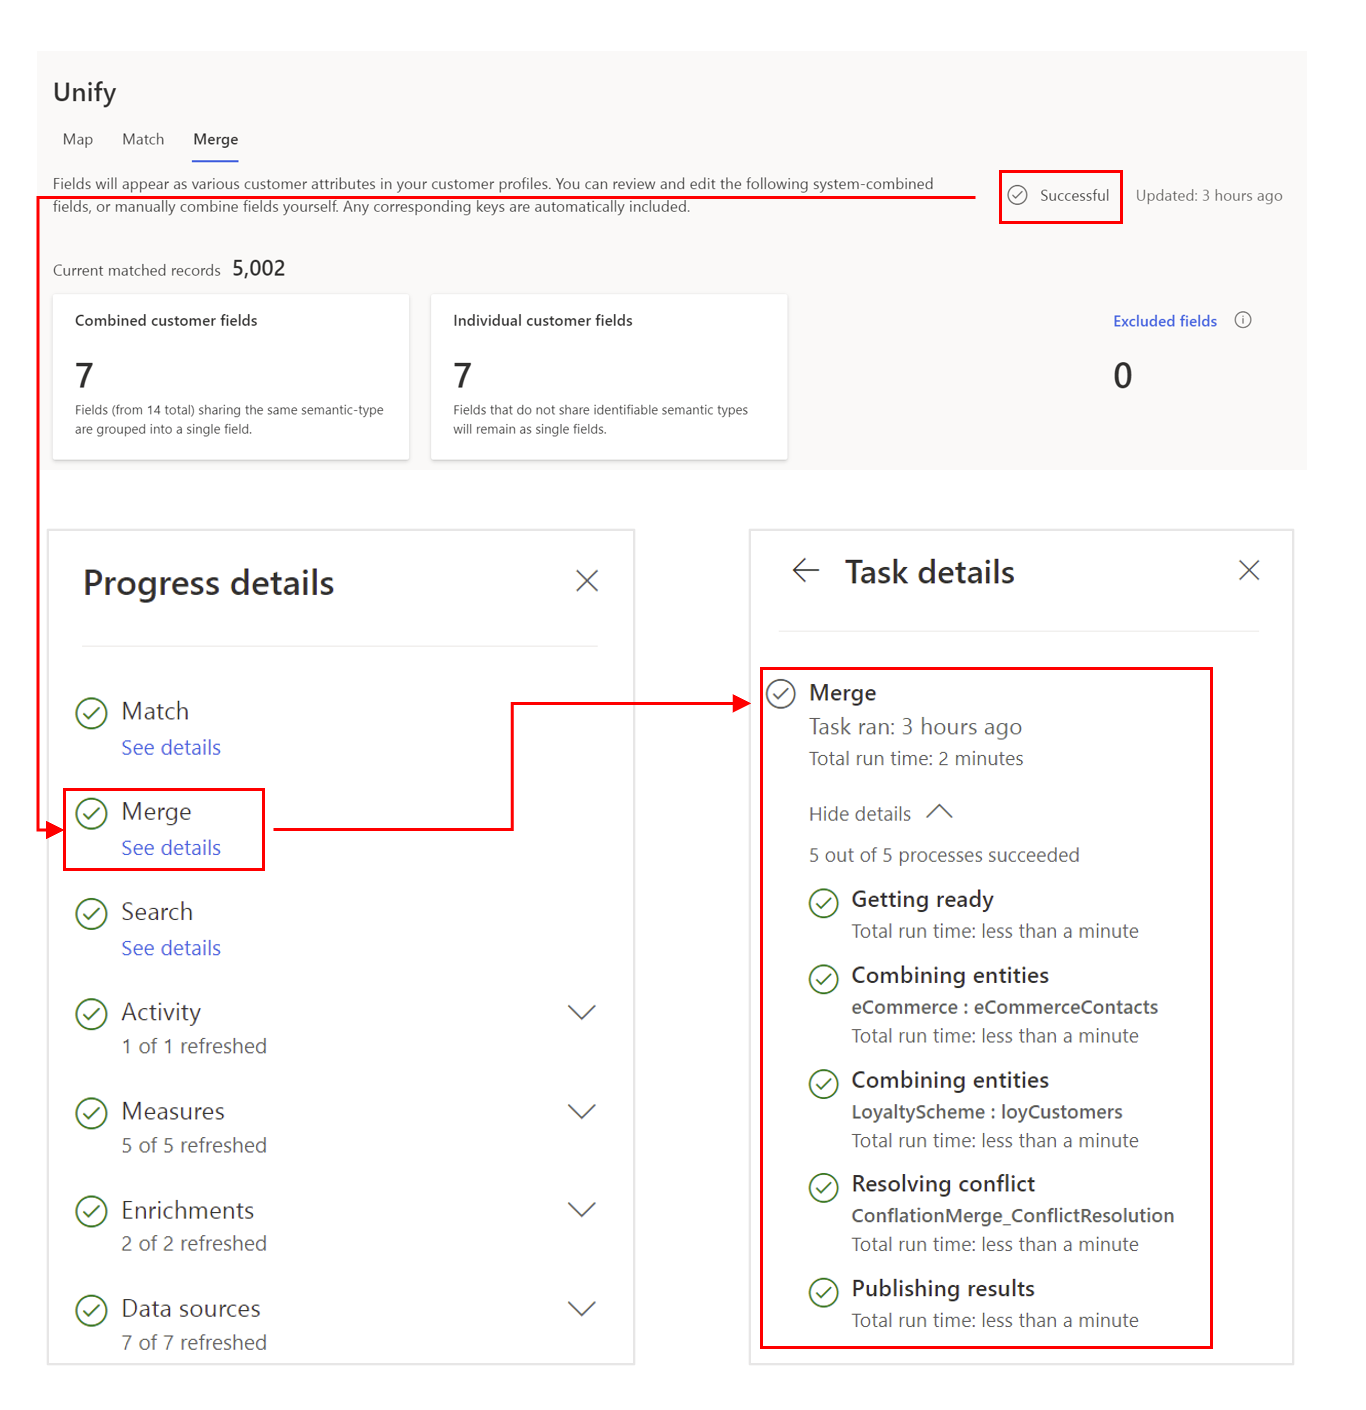 Unify
Map Match Merge
Fields will appear as various customer attributes in your customer profiles. You can review and edit the following system-combined
fields, or manually combine fields yourself. Any corresponding keys are automatically included.
Successful Updated: 3 hours ago
Current matched records 5,002
Combined customer fields
7
Fields (from 14 total) sharing the same semantic-type
are grouped into a single field.
Individual customer fields
7
Fields that do not share identifiable semantic types
will remain as single fields.
Excluded fields
0
Progress details
Match
See details
Merge
See details
Search
See details
Activity
1 of 1 refreshed
Measures
5 of 5 refreshed
Enrichments
2 of 2 refreshed
Data sources
7 of 7 refreshed
Task details
Merge
Task ran: 3 hours ago
Total run time: 2 minutes
Hide details
5 out of 5 processes succeeded
Getting ready
Total run time: less than a minute
Combining entities
eCommerce : eCommerceContacts
Total run time: less than a minute
Combining entities
LoyaltyScheme : loyCustomers
Total run time: less than a minute
Resolving conflict
ConflationMerge_ConflictResolution
Total run time: less than a minute
Publishing results
Total run time: less than a minute